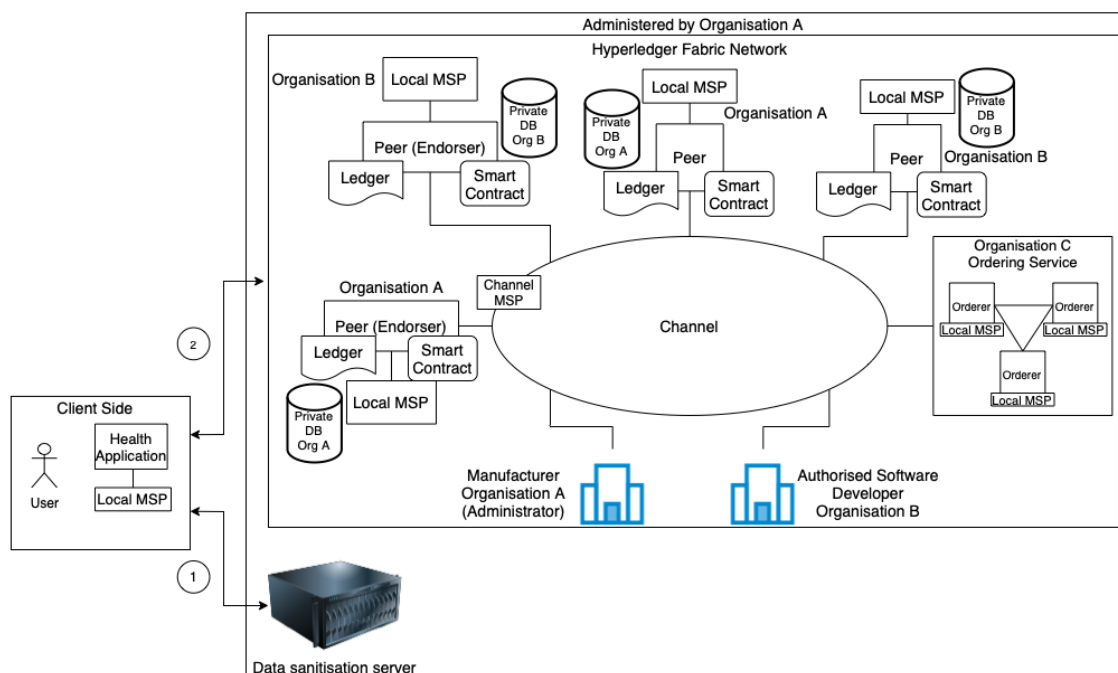 Administered by Organisation A
Hyperledger Fabric Network
Organisation B
Local MSP
Private
DB
Org B
Peer (Endorser)
Ledger
Smart
Contract
Local MSP
Organisation A
Private
DB
Org A
Peer
Ledger
Smart
Contract
Local MSP
Private
DB
Org B
Organisation B
Peer
Ledger
Smart
Contract
Organisation C
Ordering Service
Orderer
Local MSP
Orderer
Local MSP
Orderer
Local MSP
Channel
MSP
Channel
Organisation A
Peer (Endorser)
Ledger
Smart
Contract
Local MSP
Private
DB
Org A
2
Client Side
User
Health
Application
Local MSP
1
Manufacturer
Organisation A
(Administrator)
Authorised Software
Developer
Organisation B
Data sanitisation server